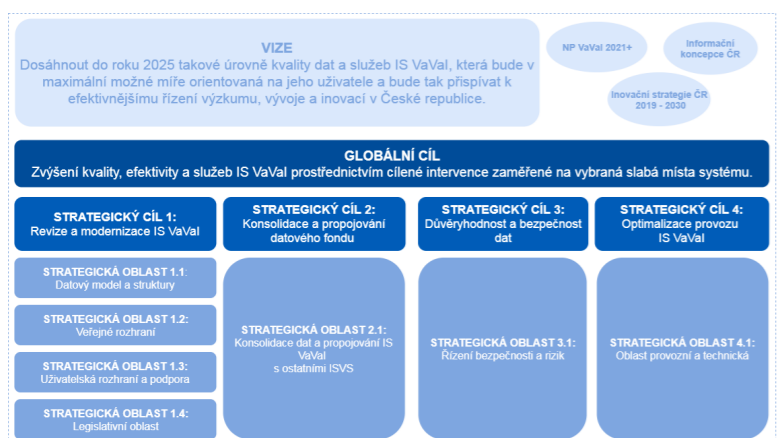 VIZE
Dosáhnout do roku 2025 takové úrovně kvality dat a služeb IS VaVaI, která bude v
maximální možné míře orientovaná na jeho uživatele a bude tak přispívat k
efektivnějšímu řízení výzkumu, vývoje a inovací v České republice.
NP VaVaI 2021+
Informační
koncepce ČR
Inovační strategie ČR
2019 - 2030
GLOBÁLNÍ CÍL
Zvýšení kvality, efektivity a služeb IS VaVaI prostřednictvím cílené intervence zaměřené na vybraná slabá místa systému.
STRATEGICKÝ CÍL 1:
Revize a modernizace IS VaVaI
STRATEGICKÝ CÍL 2:
Konsolidace a propojování
datového fondu
STRATEGICKÝ CÍL 3:
Důvěryhodnost a bezpečnost
dat
STRATEGICKÝ CÍL 4:
Optimalizace provozu
IS VaVaI
STRATEGICKÁ OBLAST 1.1:
Datový model a struktury
STRATEGICKÁ OBLAST 1.2:
Veřejné rozhraní
STRATEGICKÁ OBLAST 1.3:
Uživatelská rozhraní a podpora
STRATEGICKÁ OBLAST 1.4:
Legislativní oblast
STRATEGICKÁ OBLAST 2.1:
Konsolidace dat a propojování IS
VaVaI
s ostatními ISVS
STRATEGICKÁ OBLAST 3.1:
Řízení bezpečnosti a rizik
STRATEGICKÁ OBLAST 4.1:
Oblast provozní a technická